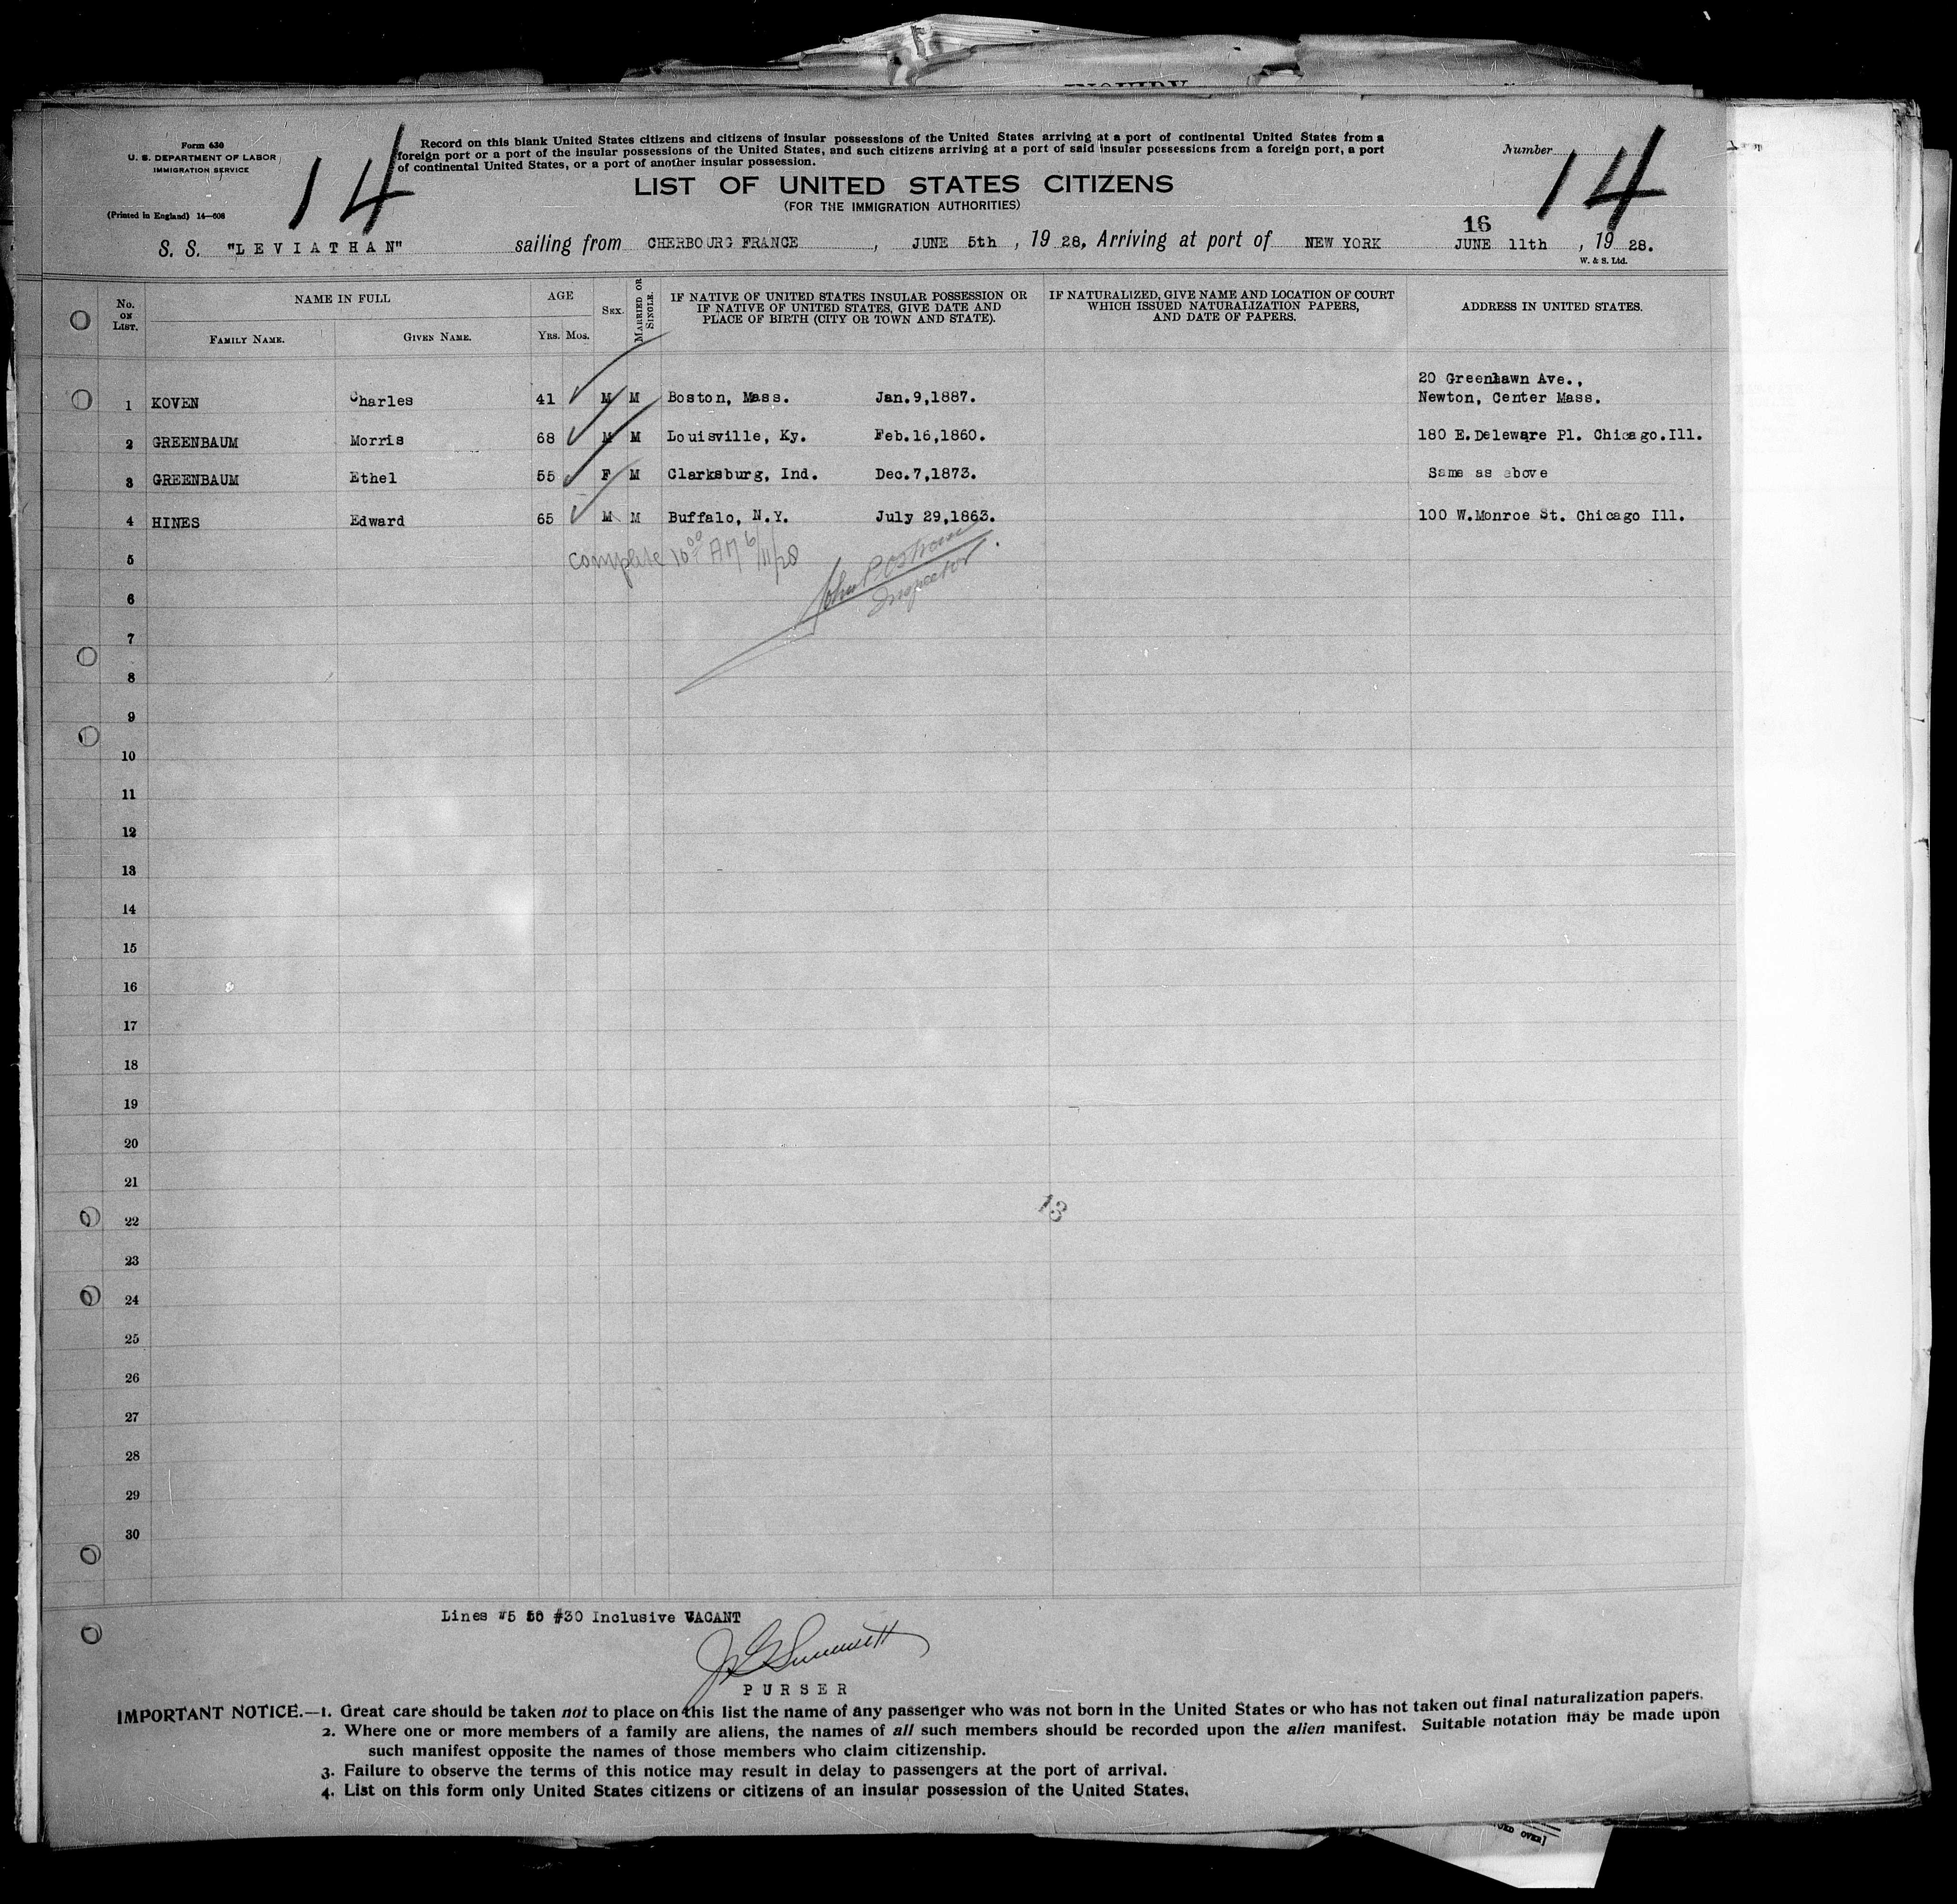 INQUIRY
Form 630
U. S. DEPARTMENT OF LABOR
IMMIGRATION SERVICE
(Printed in England) 14—608
14
Record on this blank United States citizens and citizens of insular possessions of the United States arriving at a port of continental United States from a
foreign port or a port of the insular possessions of the United States, and such citizens arriving at a port of said insular possessions from a foreign port, a port
of continental United States, or a port of another insular possession.
Number 14
LIST OF UNITED STATES CITIZENS
(FOR THE IMMIGRATION AUTHORITIES)
16
S. S. "LEVIATHAN" sailing from CHERBOURG FRANCE, JUNE 5th, 19 28, Arriving at port of NEW YORK JUNE 11th, 19 28.
W. & S. Ltd.
No. ON LIST.
NAME IN FULL
FAMILY NAME. GIVEN NAME.
AGE
YRS. MOS.
SEX.
MARRIED OR SINGLE.
IF NATIVE OF UNITED STATES INSULAR POSSESSION OR
IF NATIVE OF UNITED STATES, GIVE DATE AND
PLACE OF BIRTH (CITY OR TOWN AND STATE).
IF NATURALIZED, GIVE NAME AND LOCATION OF COURT
WHICH ISSUED NATURALIZATION PAPERS,
AND DATE OF PAPERS.
ADDRESS IN UNITED STATES.
20 Greenlawn Ave.,
1 KOVEN Charles 41 M M Boston, Mass. Jan.9,1887. Newton, Center Mass.
2 GREENBAUM Morris 68 M M Louisville, Ky. Feb.16,1860. 180 E.Deleware Pl. Chicago.Ill.
3 GREENBAUM Ethel 55 F M Clarksburg, Ind. Dec.7,1873. Same as above
4 HINES Edward 65 M M Buffalo, N.Y. July 29,1863. 100 W.Monroe St. Chicago Ill.
5 Complete 10 00 AM 6/11/28
John P Ostrom
Inspector
6
7
8
9
10
11
12
13
14
15
16
17
18
19
20
21
13
22
23
24
25
26
27
28
29
30
Lines #5 to #30 Inclusive VACANT
PURSER
IMPORTANT NOTICE.—1. Great care should be taken not to place on this list the name of any passenger who was not born in the United States or who has not taken out final naturalization papers.
2. Where one or more members of a family are aliens, the names of all such members should be recorded upon the alien manifest. Suitable notation may be made upon
such manifest opposite the names of those members who claim citizenship.
3. Failure to observe the terms of this notice may result in delay to passengers at the port of arrival.
4. List on this form only United States citizens or citizens of an insular possession of the United States.
OVER]